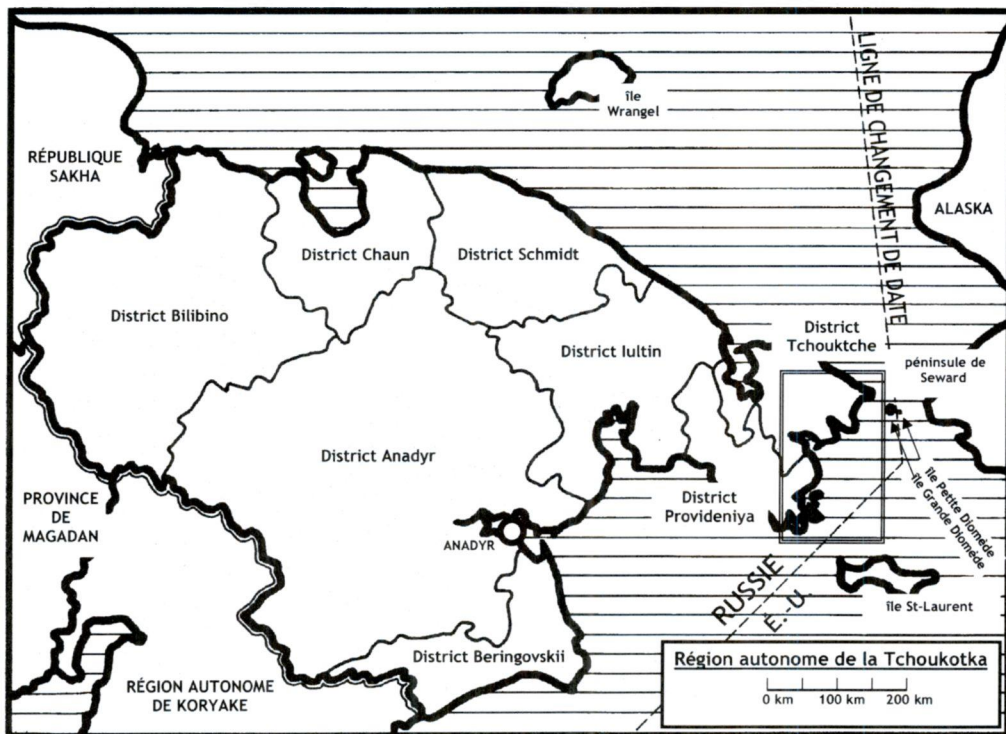 île
Wrangel
LIGNE DE CHANGEMENT DE DATE
RÉPUBLIQUE
SAKHA
ALASKA
District Chaun
District Schmidt
District Bilibino
District Iultin
District
Tchouktche
péninsule de
Seward
District Anadyr
île Petite Dioméde
île Grande Dioméde
PROVINCE
DE
MAGADAN
District
Provideniya
ANADYR
RUSSIE
É.-U.
île St-Laurent
District Beringovskii
RÉGION AUTONOME
DE KORYAKE
Région autonome de la Tchoukotka
0 km 100 km 200 km